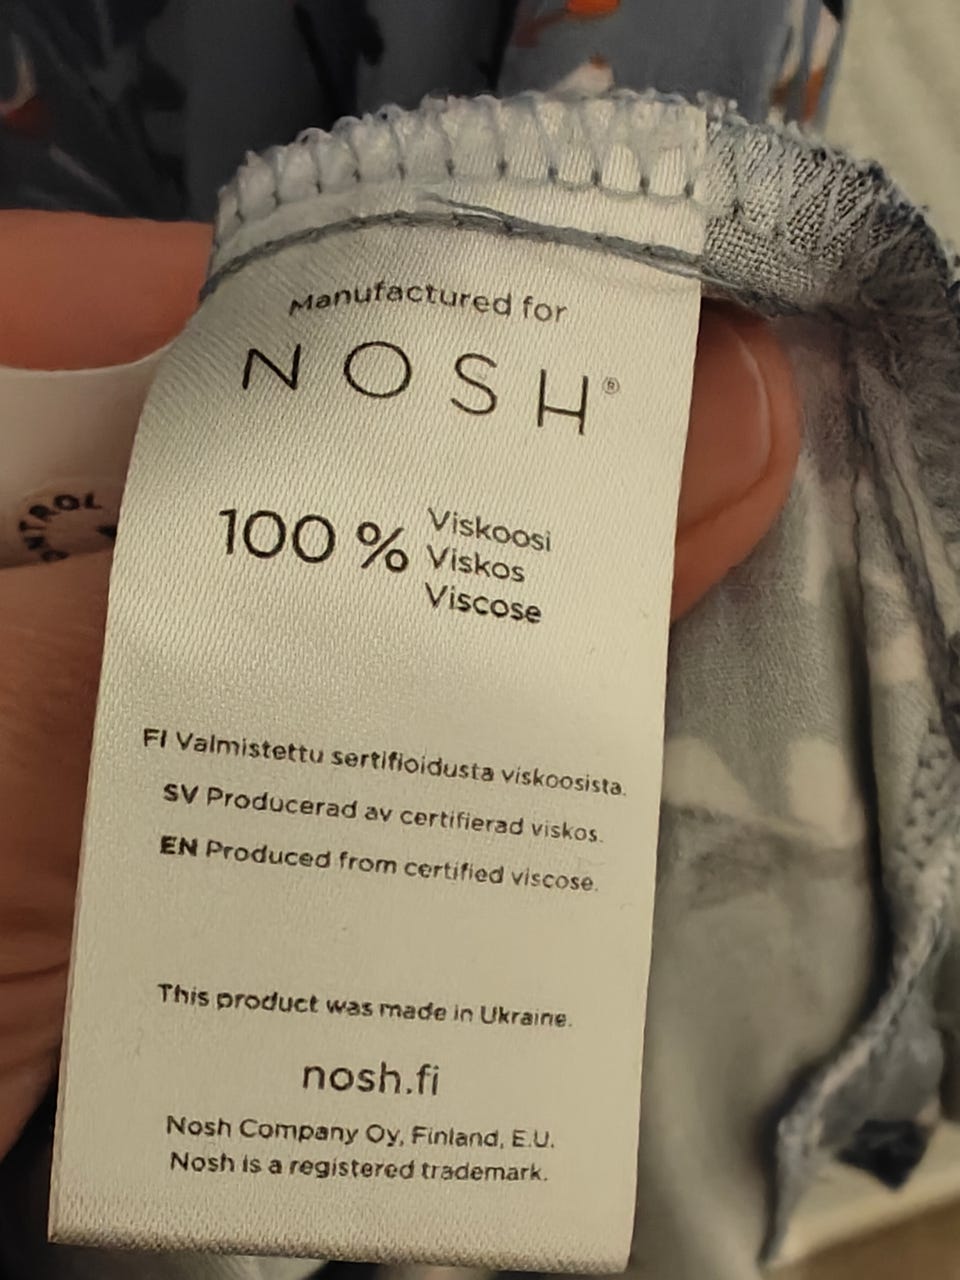 Manufactured for
NOSH®
100 % Viskoosi
Viskos
Viscose
FI Valmistettu sertifioidusta viskoosista.
SV Producerad av certifierad viskos.
EN Produced from certified viscose.
This product was made in Ukraine.
nosh.fi
Nosh Company Oy, Finland, E.U.
Nosh is a registered trademark.